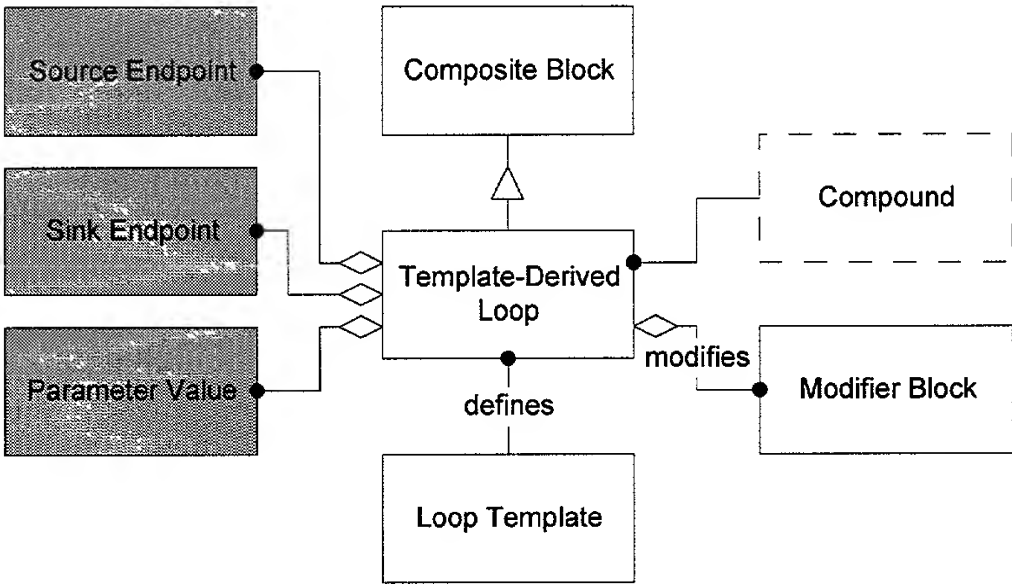 Source Endpoint
Composite Block
Sink Endpoint
Compound
Template-Derived
Loop
Parameter Value
modifies
Modifier Block
defines
Loop Template